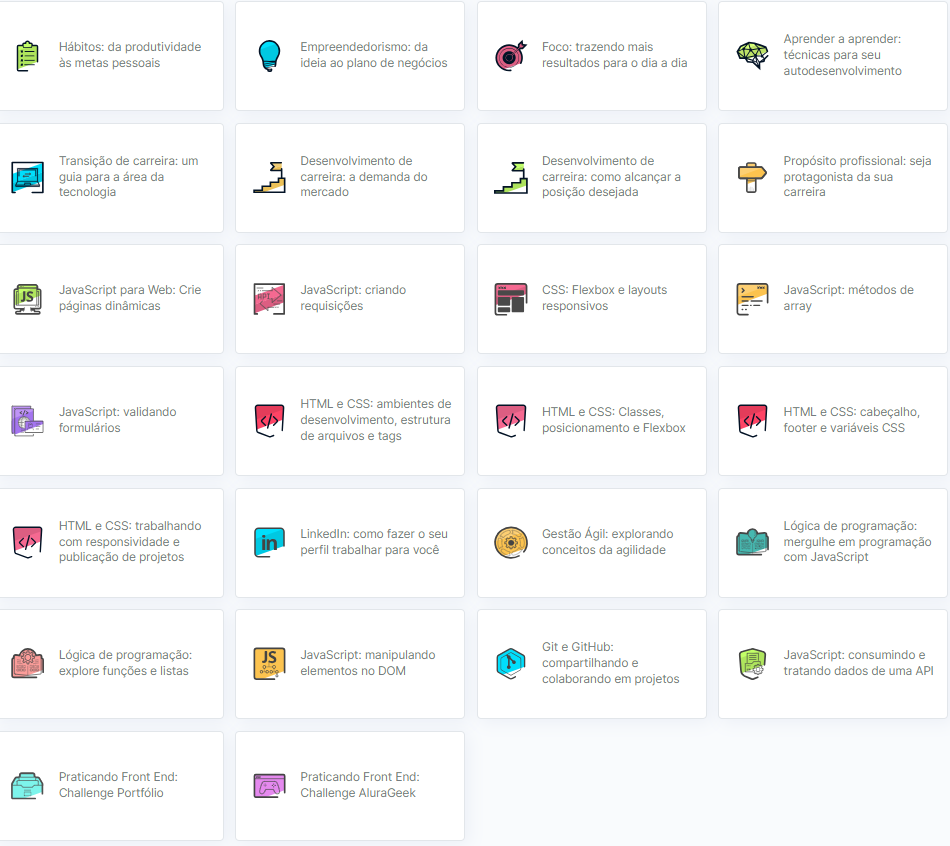 Hábitos: da produtividade
às metas pessoais
Empreendedorismo: da
ideia ao plano de negócios
Foco: trazendo mais
resultados para o dia a dia
Aprender a aprender:
técnicas para seu
autodesenvolvimento
Transição de carreira: um
guia para a área da
tecnologia
Desenvolvimento de
carreira: a demanda do
mercado
Desenvolvimento de
carreira: como alcançar a
posição desejada
Propósito profissional: seja
protagonista da sua
carreira
JS
JavaScript para Web: Crie
páginas dinâmicas
JavaScript: criando
requisições
CSS: Flexbox e layouts
responsivos
JavaScript: métodos de
array
</>
JavaScript: validando
formulários
</>
HTML e CSS: ambientes de
desenvolvimento, estrutura
de arquivos e tags
</>
HTML e CSS: Classes,
posicionamento e Flexbox
</>
HTML e CSS: cabeçalho,
footer e variáveis CSS
</>
HTML e CSS: trabalhando
com responsividade e
publicação de projetos
in
LinkedIn: como fazer o seu
perfil trabalhar para você
Gestão Ágil: explorando
conceitos da agilidade
Lógica de programação:
mergulhe em programação
com JavaScript
Lógica de programação:
explore funções e listas
JS
JavaScript: manipulando
elementos no DOM
Git e GitHub:
compartilhando e
colaborando em projetos
JavaScript: consumindo e
tratando dados de uma API
Praticando Front End:
Challenge Portfólio
Praticando Front End:
Challenge AluraGeek